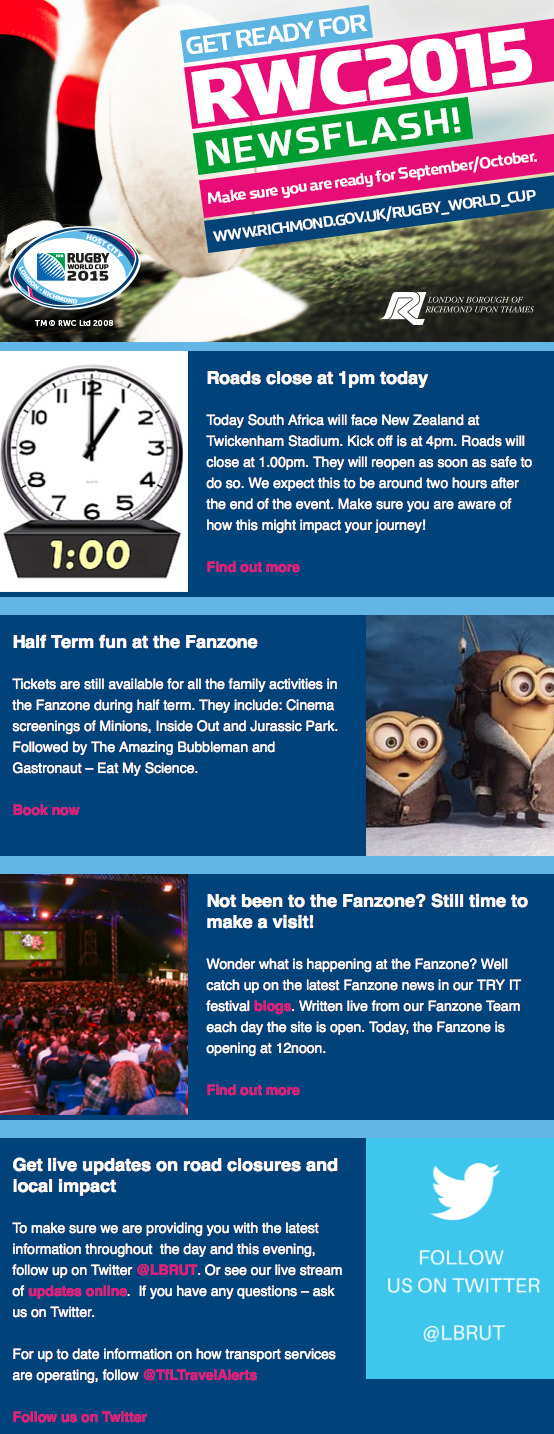 GET READY FOR
RWC2015
NEWSFLASH!
Make sure you are ready for September/October.
WWW.RICHMOND.GOV.UK/RUGBY_WORLD_CUP
HOST CITY
RUGBY
WORLD CUP
2015
LONDON - RICHMOND
TM © RWC Ltd 2008
LONDON BOROUGH OF
RICHMOND UPON THAMES
12
11
1
10
2
9
3
8
4
7
5
6
1:00
Roads close at 1pm today
Today South Africa will face New Zealand at
Twickenham Stadium. Kick off is at 4pm. Roads will
close at 1.00pm. They will reopen as soon as safe to
do so. We expect this to be around two hours after
the end of the event. Make sure you are aware of
how this might impact your journey!
Find out more
Half Term fun at the Fanzone
Tickets are still available for all the family activities in
the Fanzone during half term. They include: Cinema
screenings of Minions, Inside Out and Jurassic Park.
Followed by The Amazing Bubbleman and
Gastronaut – Eat My Science.
Book now
Not been to the Fanzone? Still time to
make a visit!
Wonder what is happening at the Fanzone? Well
catch up on the latest Fanzone news in our TRY IT
festival blogs. Written live from our Fanzone Team
each day the site is open. Today, the Fanzone is
opening at 12noon.
Find out more
Get live updates on road closures and
local impact
To make sure we are providing you with the latest
information throughout  the day and this evening,
follow up on Twitter @LBRUT. Or see our live stream
of updates online.  If you have any questions – ask
us on Twitter.
For up to date information on how transport services
are operating, follow @TfLTravelAlerts
Follow us on Twitter
FOLLOW
US ON TWITTER
@LBRUT